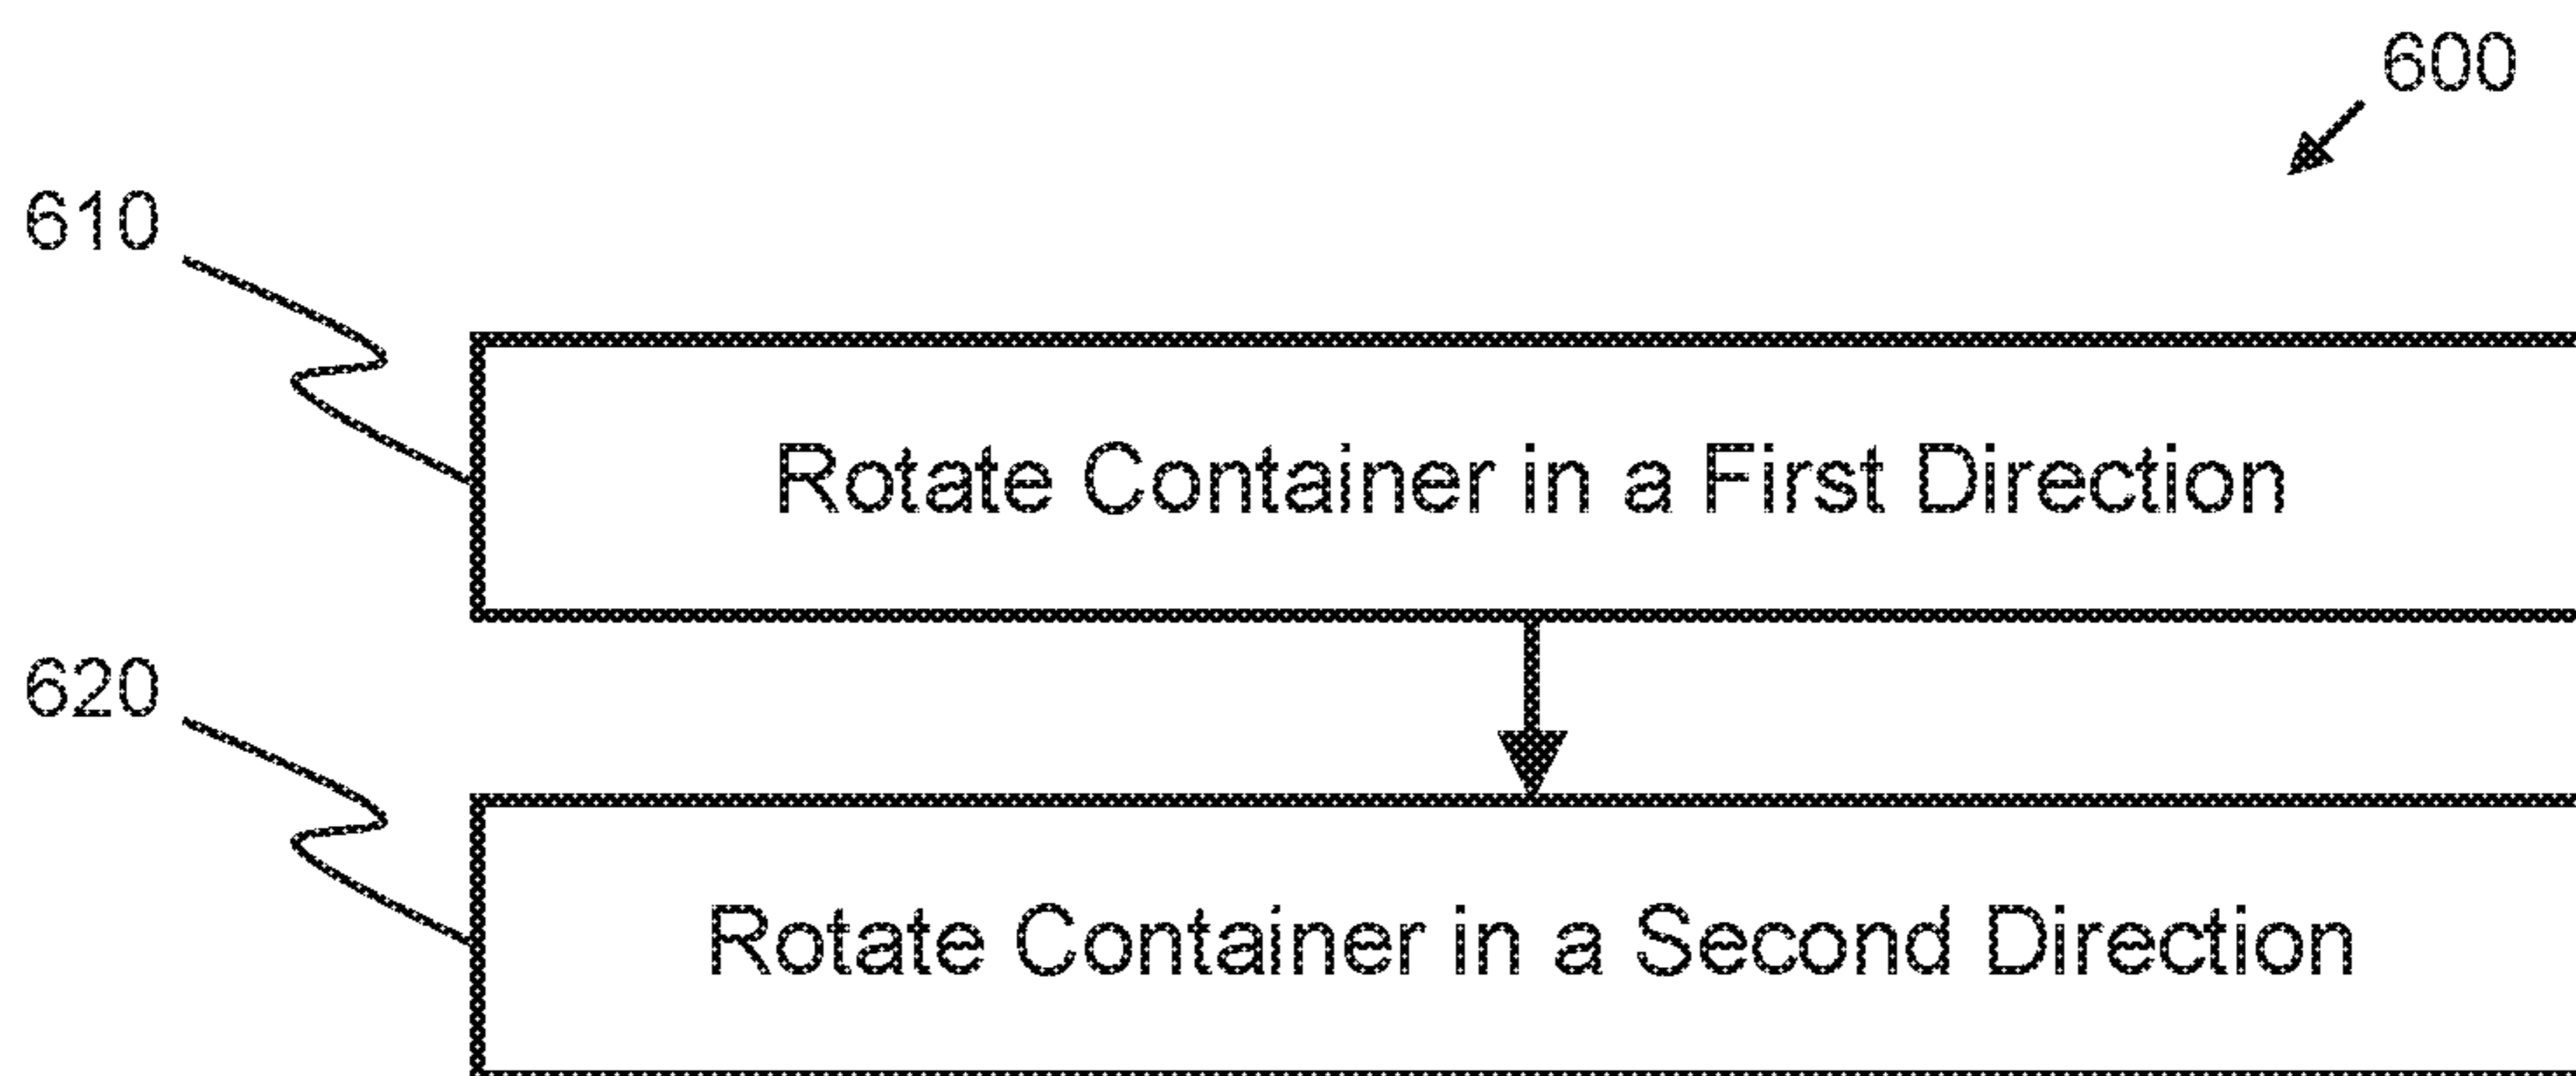 600
610
Rotate Container in a First Direction
620
Rotate Container in a Second Direction